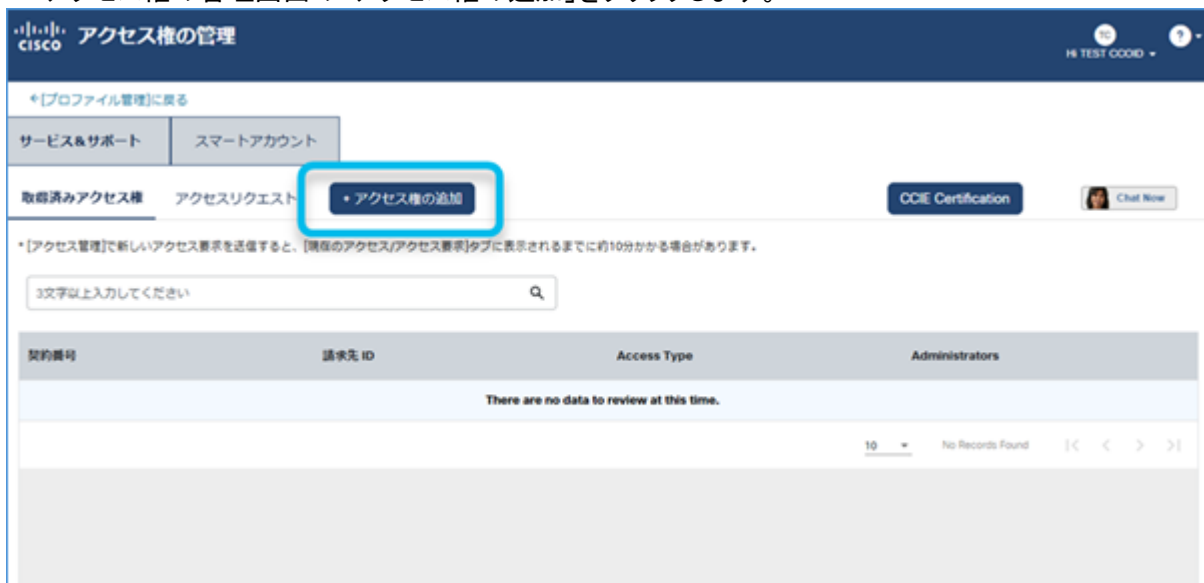 CISCO アクセス権の管理
TC
HI TEST CCOID
?
←[プロファイル管理]に戻る
サービス&サポート スマートアカウント
取得済みアクセス権 アクセスリクエスト + アクセス権の追加 CCIE Certification Chat Now
* [アクセス管理]で新しいアクセス要求を送信すると、[現在のアクセス/アクセス要求]タブに表示されるまでに約10分かかる場合があります。
3文字以上入力してください
契約番号 請求先 ID Access Type Administrators
There are no data to review at this time.
10 No Records Found |< < > >|